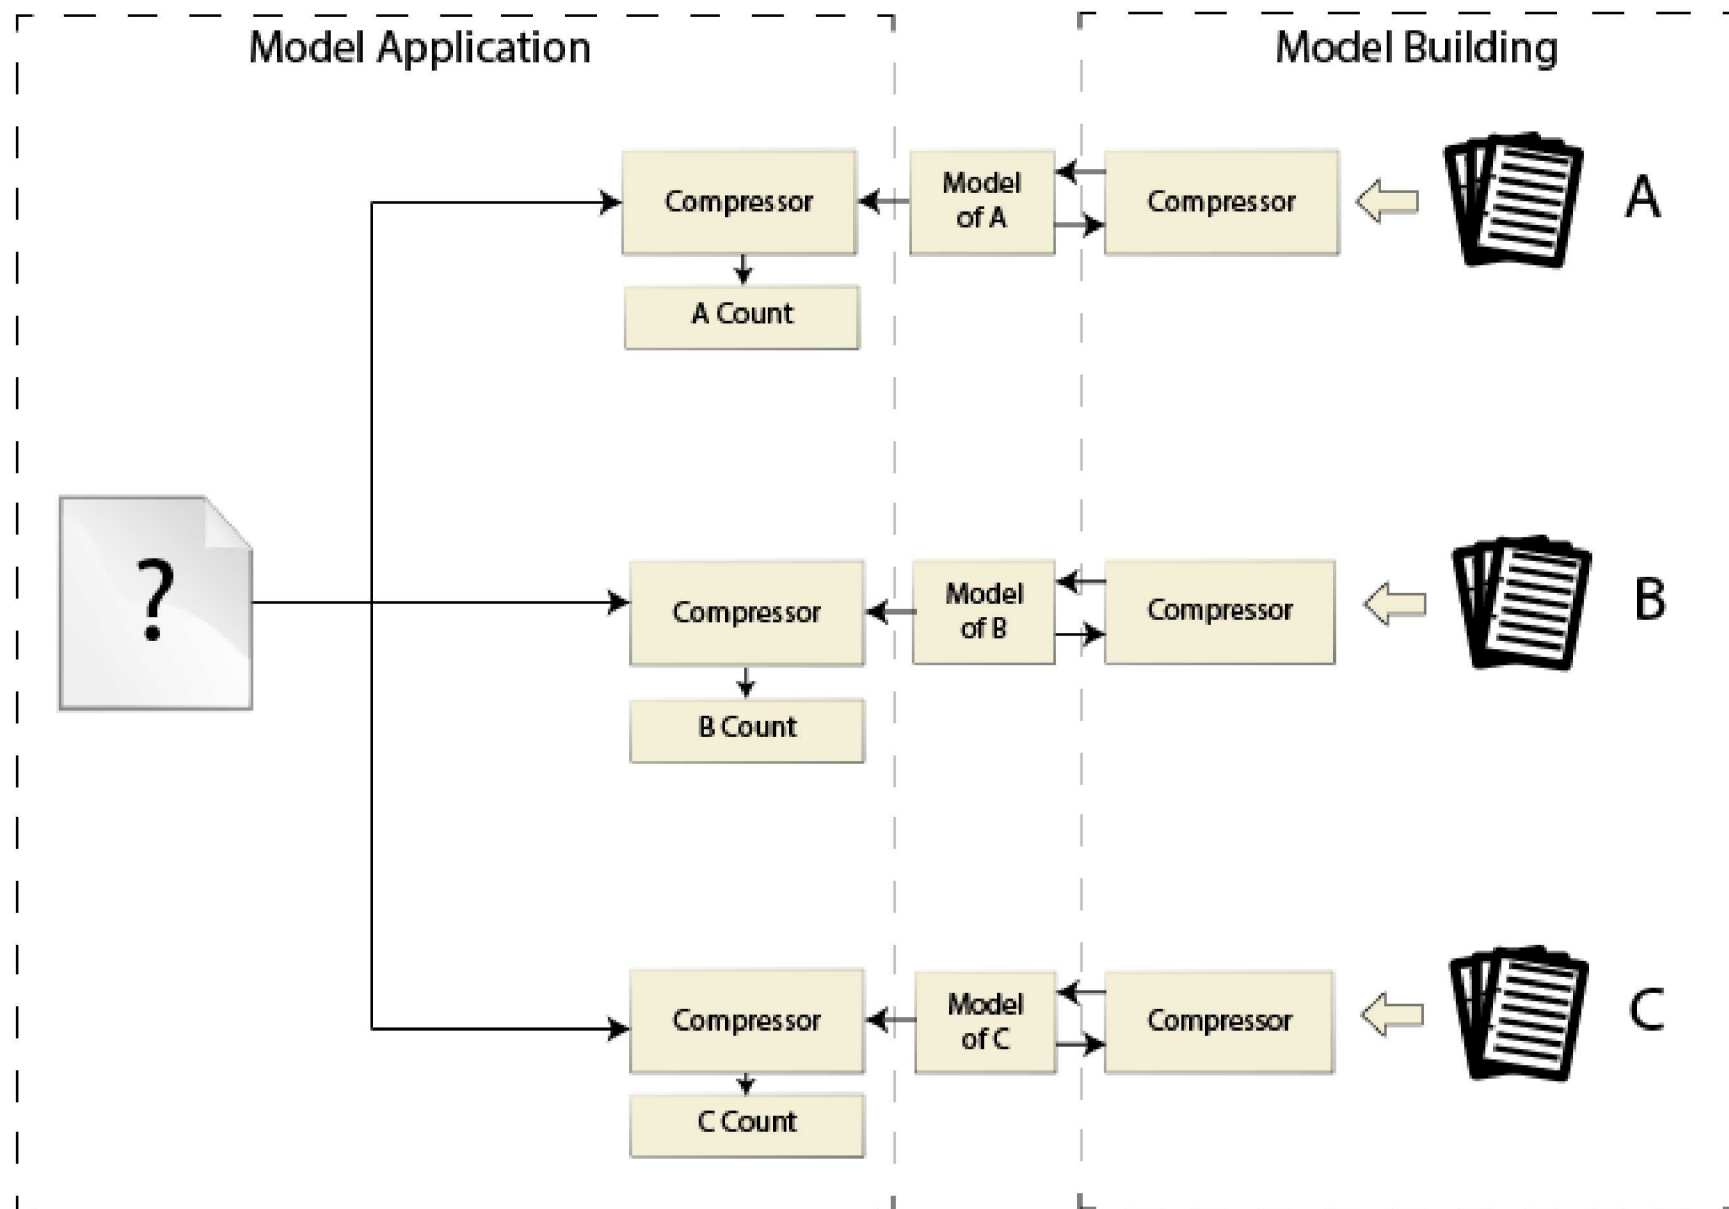 Model Application
Model Building
Compressor
Model
of A
Compressor
A
A Count
?
Compressor
Model
of B
Compressor
B
B Count
Compressor
Model
of C
Compressor
C
C Count